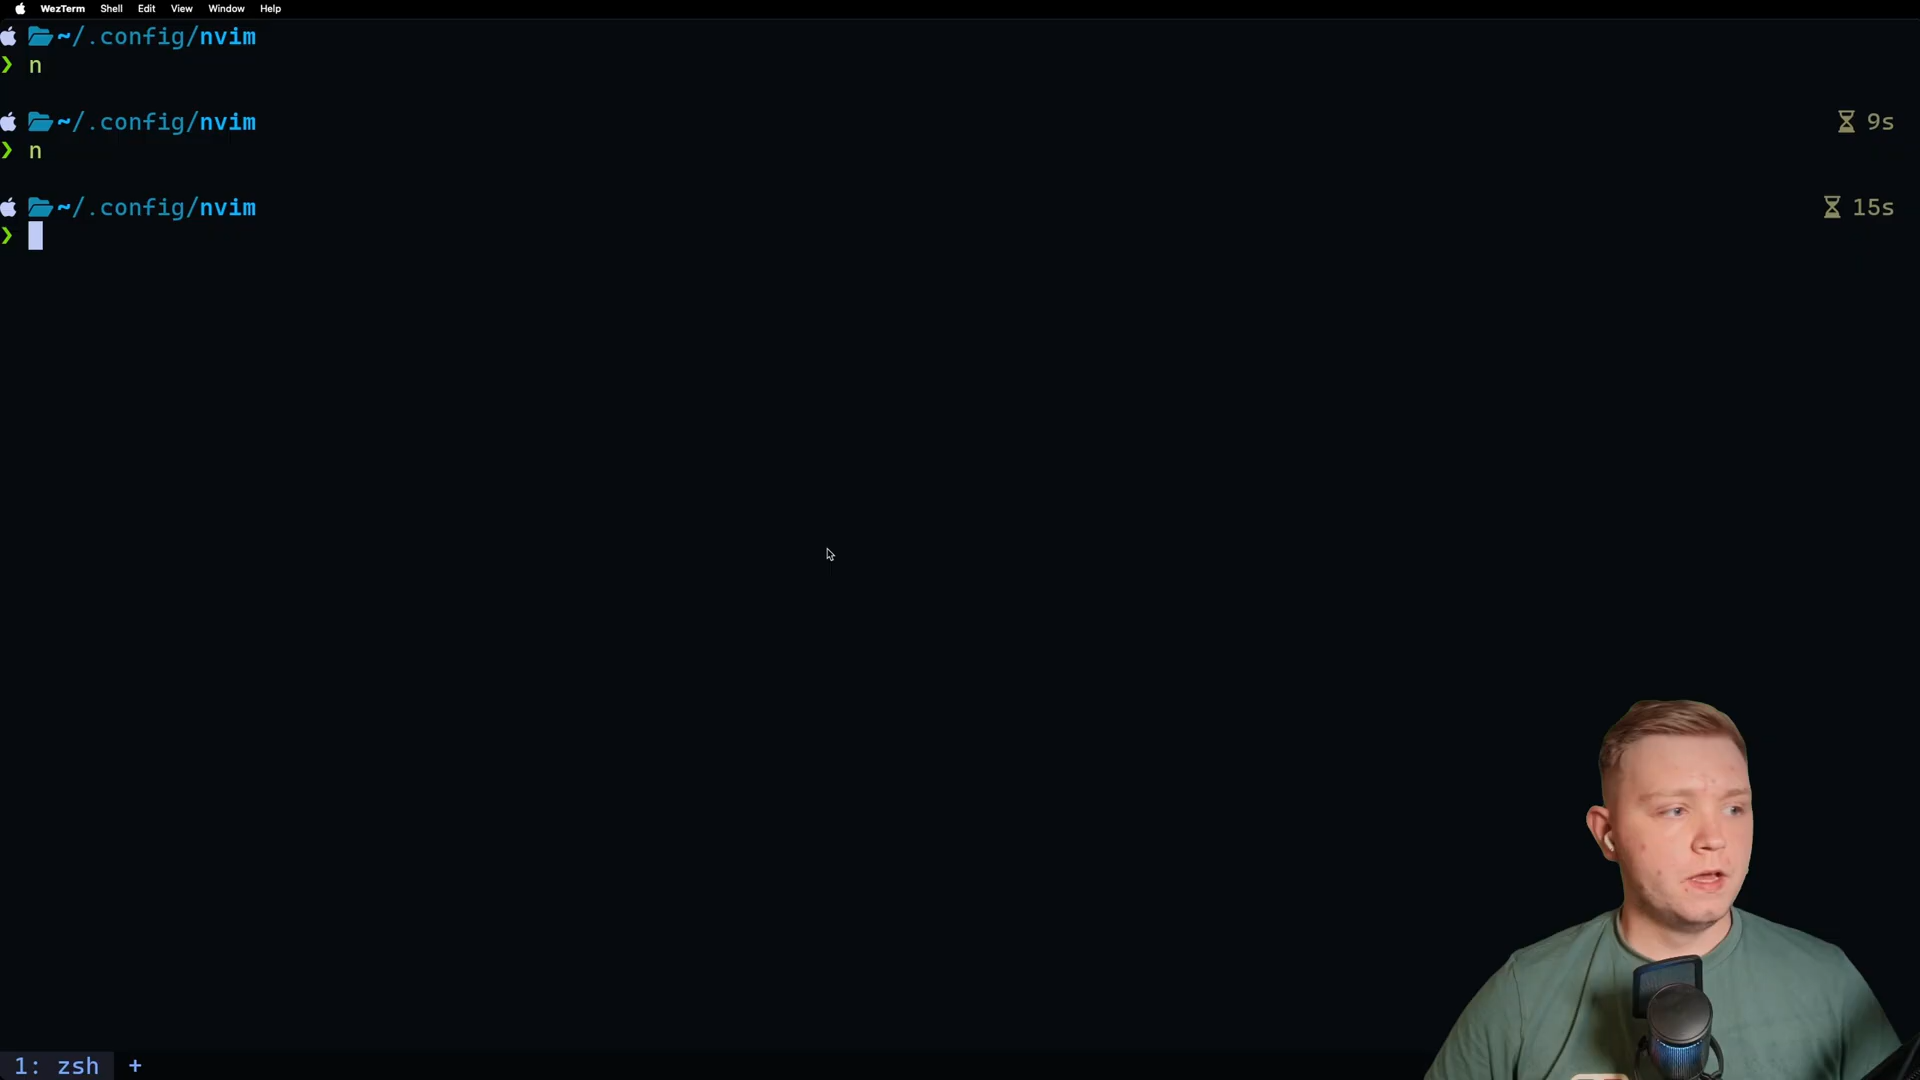 WezTerm Shell Edit View Window Help
~/.config/nvim
❯ n
~/.config/nvim 9s
❯ n
~/.config/nvim 15s
❯
1: zsh +